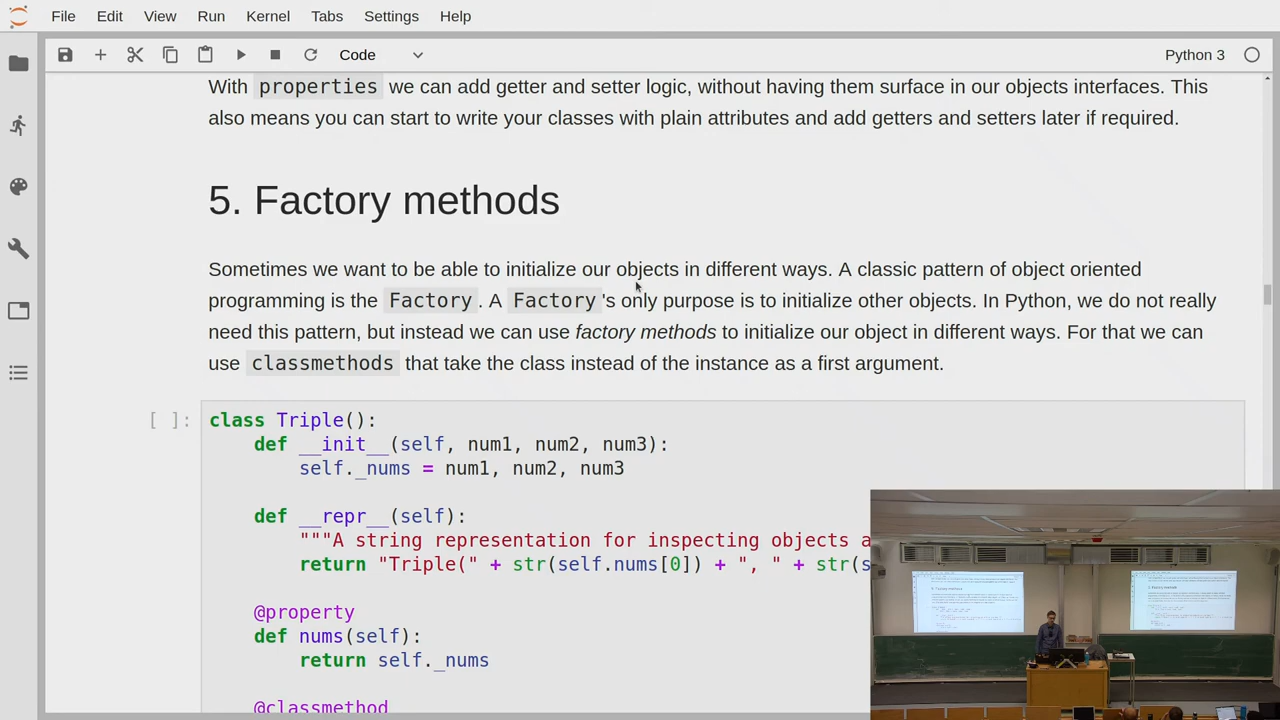 File Edit View Run Kernel Tabs Settings Help
Code
Python 3
With properties we can add getter and setter logic, without having them surface in our objects interfaces. This
also means you can start to write your classes with plain attributes and add getters and setters later if required.
5. Factory methods
Sometimes we want to be able to initialize our objects in different ways. A classic pattern of object oriented
programming is the Factory . A Factory 's only purpose is to initialize other objects. In Python, we do not really
need this pattern, but instead we can use factory methods to initialize our object in different ways. For that we can
use classmethods that take the class instead of the instance as a first argument.
[ ]: class Triple():
def __init__(self, num1, num2, num3):
self._nums = num1, num2, num3
def __repr__(self):
"""A string representation for inspecting objects a
return "Triple(" + str(self.nums[0]) + ", " + str(s
@property
def nums(self):
return self._nums
@classmethod